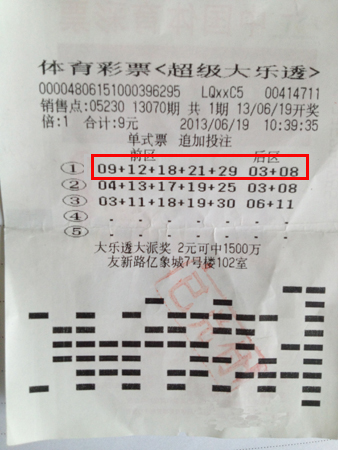 体育彩票<超级大乐透>
00004806151000396295 LQxxC5 00414711
销售点:05230 13070期 共1期 13/06/19开奖
倍:1 合计:9元 2013/06/19 10:39:35
单式票 追加投注
前区 后区
① 09+12+18+21+29 03+08
② 04+13+17+19+25 03+08
③ 03+11+18+19+30 06+11
④ - - - - - - -
⑤ - - - - - - -
大乐透大派奖 2元可中1500万
友新路亿象城7号楼102室
已兑奖